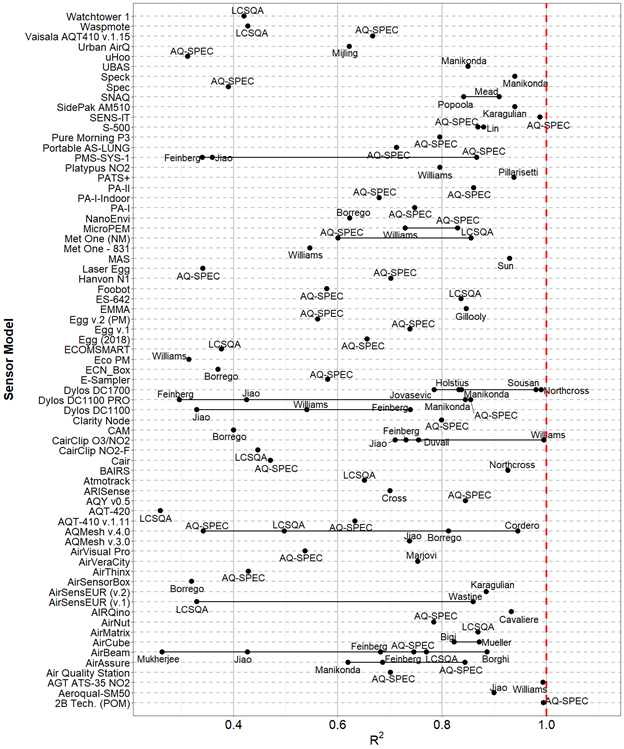 Watchtower 1 LCSQA
Waspmote LCSQA
Vaisala AQT410 v.1.15 AQ-SPEC
Urban AirQ Mijling
uHoo AQ-SPEC
UBAS Manikonda
Speck Manikonda
Spec AQ-SPEC
SNAQ Popoola Mead
SidePak AM510 Karagulian
SENS-IT AQ-SPEC
S-500 AQ-SPEC Lin
Pure Morning P3 AQ-SPEC
Portable AS-LUNG AQ-SPEC
PMS-SYS-1 Feinberg Jiao AQ-SPEC
Platypus NO2 Williams
PATS+ Pillarisetti
PA-II AQ-SPEC
PA-I-Indoor AQ-SPEC
PA-I AQ-SPEC
NanoEnvi Borrego
MicroPEM Williams AQ-SPEC
Met One (NM) AQ-SPEC LCSQA
Met One - 831 Williams
MAS Sun
Laser Egg AQ-SPEC
Hanvon N1 AQ-SPEC
Foobot AQ-SPEC
ES-642 LCSQA
EMMA Gillooly
Egg v.2 (PM) AQ-SPEC
Egg v.1 AQ-SPEC
Egg (2018) AQ-SPEC
ECOMSMART LCSQA
Eco PM Williams
ECN_Box Borrego
E-Sampler AQ-SPEC
Dylos DC1700 Jovasevic Holstius Manikonda Sousan Northcross
Dylos DC1100 PRO Feinberg Jiao Manikonda AQ-SPEC
Dylos DC1100 Jiao Williams Feinberg
Clarity Node AQ-SPEC
CAM Borrego
CairClip O3/NO2 Jiao Feinberg Duvall Williams
CairClip NO2-F LCSQA
Cair AQ-SPEC
BAIRS Northcross
Atmotrack LCSQA
ARISense Cross
AQY v0.5 AQ-SPEC
AQT-420 LCSQA
AQT-410 v.1.11 AQ-SPEC
AQMesh v.4.0 AQ-SPEC LCSQA Borrego Cordero
AQMesh v.3.0 Jiao
AirVisual Pro AQ-SPEC
AirVeraCity Marjovi
AirThinx AQ-SPEC
AirSensorBox Borrego
AirSensEUR (v.2) Karagulian
AirSensEUR (v.1) LCSQA Wastine
AIRQino Cavaliere
AirNut AQ-SPEC
AirMatrix LCSQA
AirCube Bigi Mueller
AirBeam Mukherjee Jiao Feinberg AQ-SPEC LCSQA Borghi
AirAssure Manikonda Feinberg AQ-SPEC
Air Quality Station AQ-SPEC
AGT ATS-35 NO2 Williams
Aeroqual-SM50 Jiao
2B Tech. (POM) AQ-SPEC
0.4 0.6 0.8 1.0
R²
Sensor Model